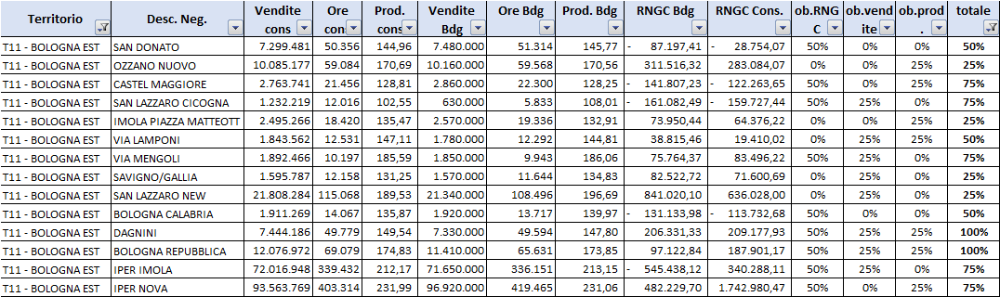 Territorio Desc. Neg. Vendite cons Ore cons Prod. cons Vendite Bdg Ore Bdg Prod. Bdg RNGC Bdg RNGC Cons. ob.RNGC ob.vendite ob.prod. totale
T11 - BOLOGNA EST SAN DONATO 7.299.481 50.356 144,96 7.480.000 51.314 145,77 - 87.197,41 - 28.754,07 50% 0% 0% 50%
T11 - BOLOGNA EST OZZANO NUOVO 10.085.177 59.084 170,69 10.160.000 59.568 170,56 311.516,32 283.084,07 0% 0% 25% 25%
T11 - BOLOGNA EST CASTEL MAGGIORE 2.763.741 21.456 128,81 2.860.000 22.300 128,25 - 141.807,23 - 122.263,65 50% 0% 25% 75%
T11 - BOLOGNA EST SAN LAZZARO CICOGNA 1.232.219 12.016 102,55 630.000 5.833 108,01 - 161.082,49 - 159.727,44 50% 25% 0% 75%
T11 - BOLOGNA EST IMOLA PIAZZA MATTEOTT 2.495.266 18.420 135,47 2.570.000 19.336 132,91 73.950,44 64.376,22 0% 0% 25% 25%
T11 - BOLOGNA EST VIA LAMPONI 1.843.562 12.531 147,11 1.780.000 12.292 144,81 38.815,46 19.410,02 0% 25% 25% 50%
T11 - BOLOGNA EST VIA MENGOLI 1.892.466 10.197 185,59 1.850.000 9.943 186,06 75.764,37 83.496,22 50% 25% 0% 75%
T11 - BOLOGNA EST SAVIGNO/GALLIA 1.595.787 12.158 131,25 1.570.000 11.644 134,83 82.522,72 71.600,69 0% 25% 0% 25%
T11 - BOLOGNA EST SAN LAZZARO NEW 21.808.284 115.068 189,53 21.340.000 108.496 196,69 841.020,10 636.028,00 0% 25% 0% 25%
T11 - BOLOGNA EST BOLOGNA CALABRIA 1.911.269 14.067 135,87 1.920.000 13.717 139,97 - 131.133,98 - 113.732,68 50% 0% 0% 50%
T11 - BOLOGNA EST DAGNINI 7.444.186 49.779 149,54 7.330.000 49.594 147,80 206.331,33 209.177,93 50% 25% 25% 100%
T11 - BOLOGNA EST BOLOGNA REPUBBLICA 12.076.972 69.079 174,83 11.410.000 65.631 173,85 97.122,84 187.901,17 50% 25% 25% 100%
T11 - BOLOGNA EST IPER IMOLA 72.016.948 339.432 212,17 71.650.000 336.151 213,15 - 545.438,12 340.288,11 50% 25% 0% 75%
T11 - BOLOGNA EST IPER NOVA 93.563.769 403.314 231,99 96.920.000 419.465 231,06 482.229,70 1.742.980,47 50% 0% 25% 75%